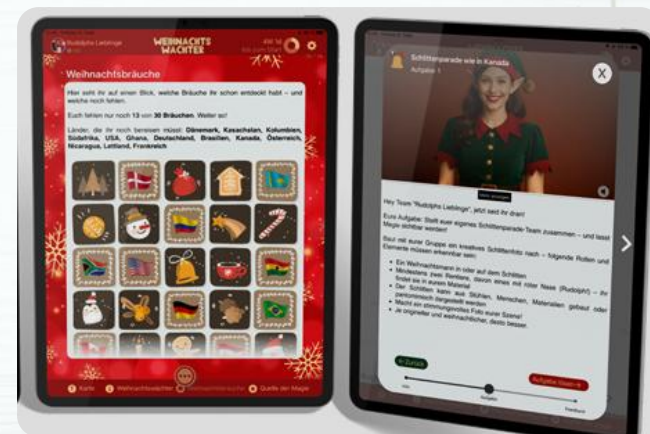 Rudolphs Lieblinge
WEIHNACHTS
WÄCHTER
Weihnachtsbräuche
Hier seht ihr auf einen Blick, welche Bräuche ihr schon entdeckt habt – und
welche noch fehlen.
Euch fehlen nur noch 13 von 30 Bräuchen. Weiter so!
Länder, die ihr noch bereisen müsst: Dänemark, Kasachstan, Kolumbien,
Südafrika, USA, Ghana, Deutschland, Brasilien, Kanada, Österreich,
Nicaragua, Lettland, Frankreich
Karte
Weihnachtswächter
Weihnachtsbräuche
Quelle der Magie
Schlittenparade wie in Kanada
Aufgabe 1
X
Hey Team "Rudolphs Lieblinge", jetzt seid ihr dran!
Eure Aufgabe: Stellt euer eigenes Schlittenparade-Team zusammen – und lasst
Magie sichtbar werden!
Baut mit eurer Gruppe ein kreatives Schlittenfoto nach – folgende Rollen und
Elemente müssen erkennbar sein:
• Ein Weihnachtsmann in oder auf dem Schlitten
• Mindestens zwei Rentiere, davon eines mit roter Nase (Rudolph!) – ihr
findet sie in eurem Material
• Der Schlitten kann aus Stühlen, Menschen, Materialien gebaut oder
pantomimisch dargestellt werden
• Macht ein stimmungsvolles Foto eurer Szene!
• Je origineller und weihnachtlicher, desto besser.
Zurück
Aufgabe lösen
Aufgabe
Feedback